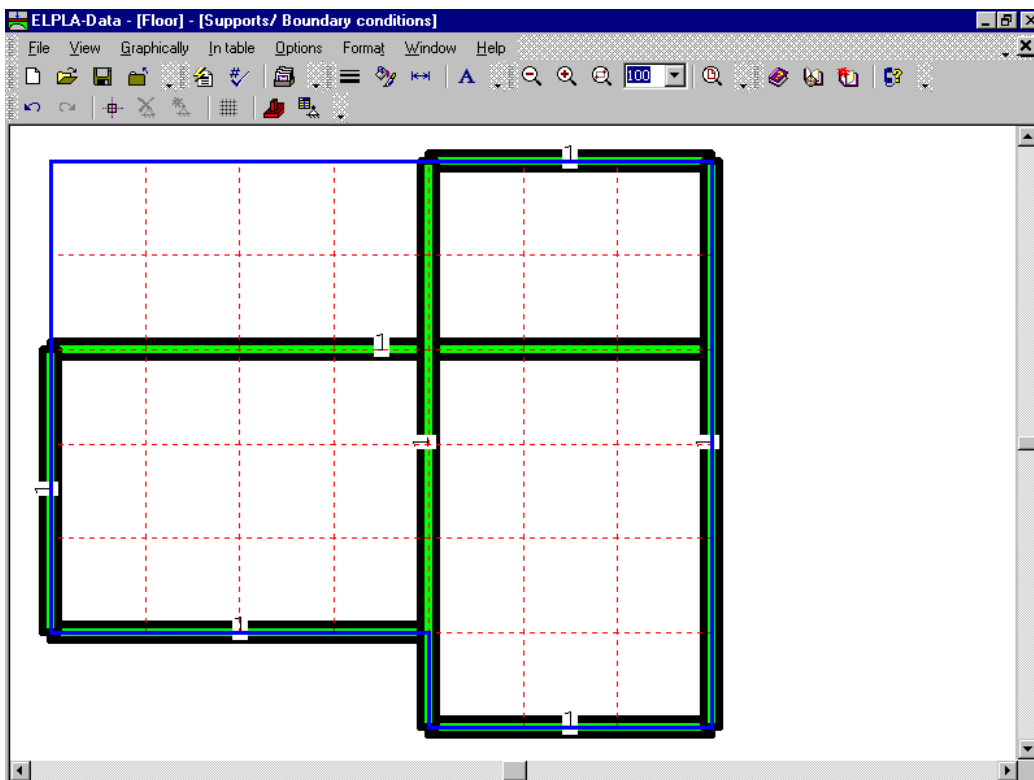 ELPLA-Data - [Floor] - [Supports/ Boundary conditions]
File View Graphically In table Options Format Window Help
A 100
1
1
1 1
1
1
1